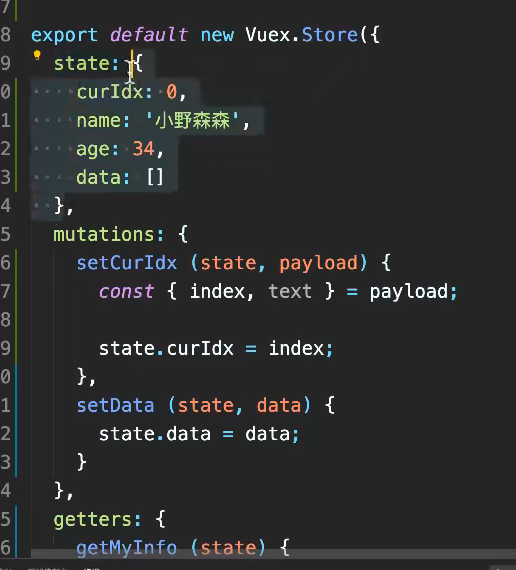 7
8 export default new Vuex.Store({
9 state: {
0 curIdx: 0,
1 name: '小野森森',
2 age: 34,
3 data: []
4 },
5 mutations: {
6 setCurIdx (state, payload) {
7 const { index, text } = payload;
8
9 state.curIdx = index;
0 },
1 setData (state, data) {
2 state.data = data;
3 }
4 },
5 getters: {
6 getMyInfo (state) {